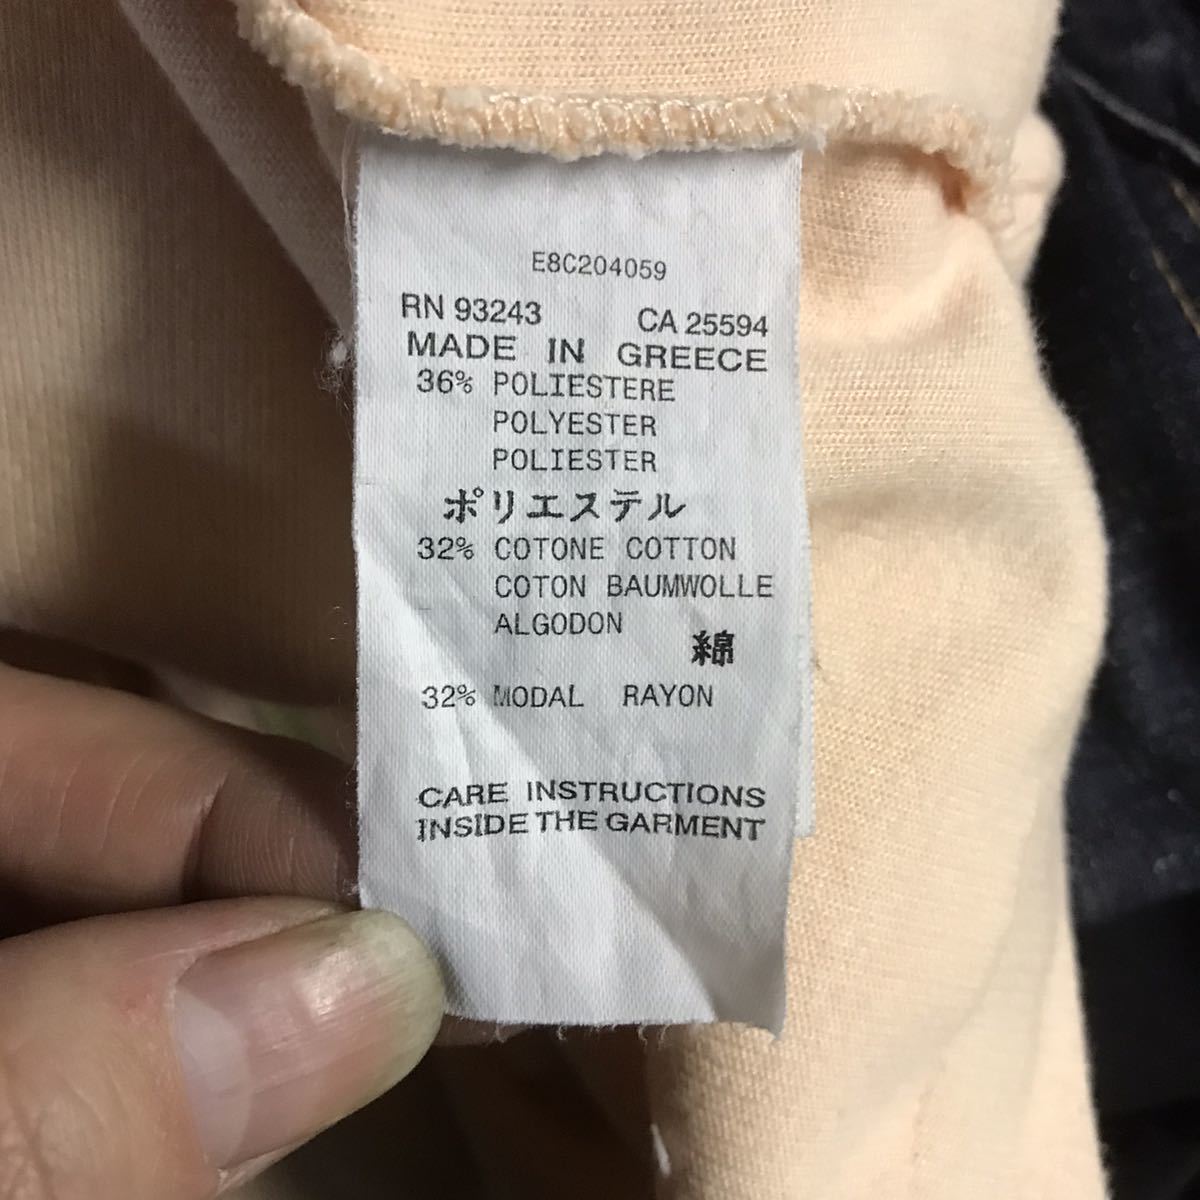 E8C204059
RN 93243 CA 25594
MADE IN GREECE
36% POLIESTERE
POLYESTER
POLIESTER
ポリエステル
32% COTONE COTTON
COTON BAUMWOLLE
ALGODON
綿
32% MODAL RAYON
CARE INSTRUCTIONS
INSIDE THE GARMENT